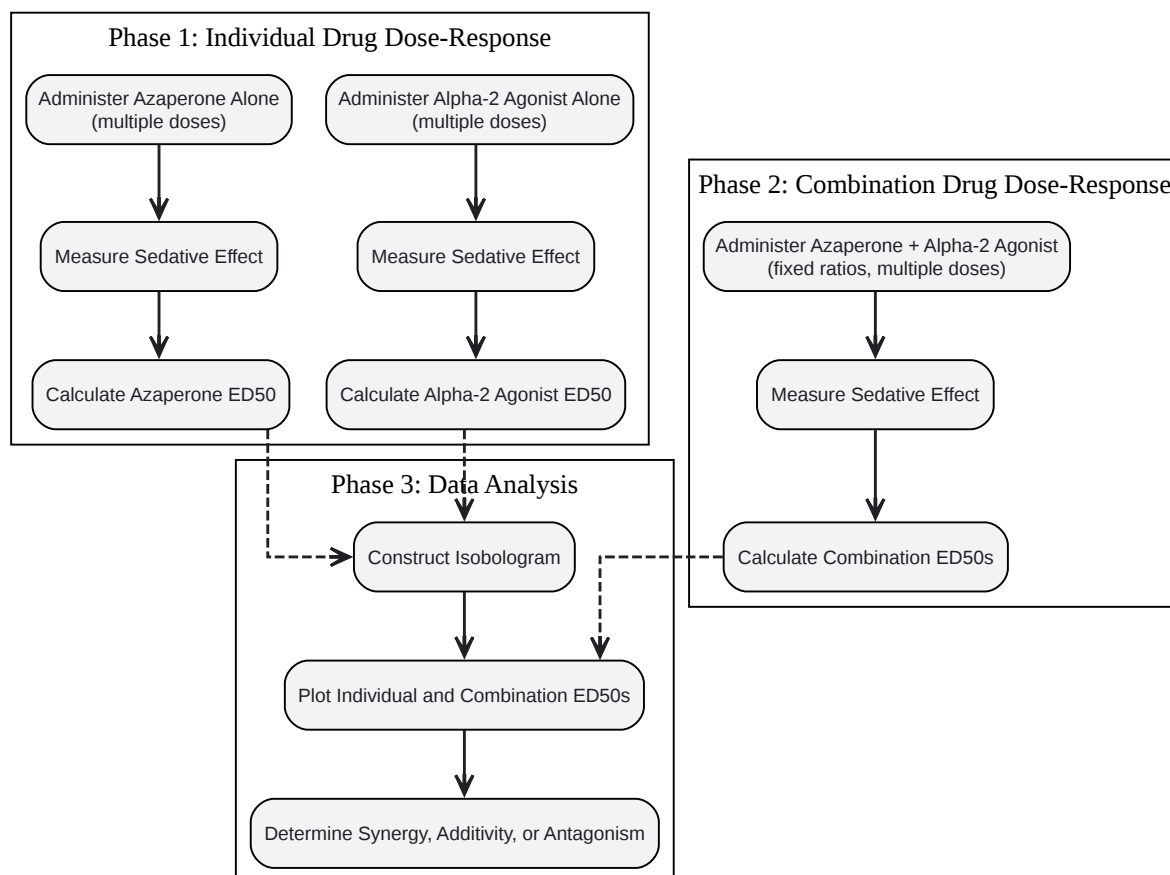 Phase 1: Individual Drug Dose-Response
Administer Azaperone Alone
(multiple doses)
Measure Sedative Effect
Calculate Azaperone ED50
Administer Alpha-2 Agonist Alone
(multiple doses)
Measure Sedative Effect
Calculate Alpha-2 Agonist ED50
Phase 2: Combination Drug Dose-Response
Administer Azaperone + Alpha-2 Agonist
(fixed ratios, multiple doses)
Measure Sedative Effect
Calculate Combination ED50s
Phase 3: Data Analysis
Construct Isobologram
Plot Individual and Combination ED50s
Determine Synergy, Additivity, or Antagonism